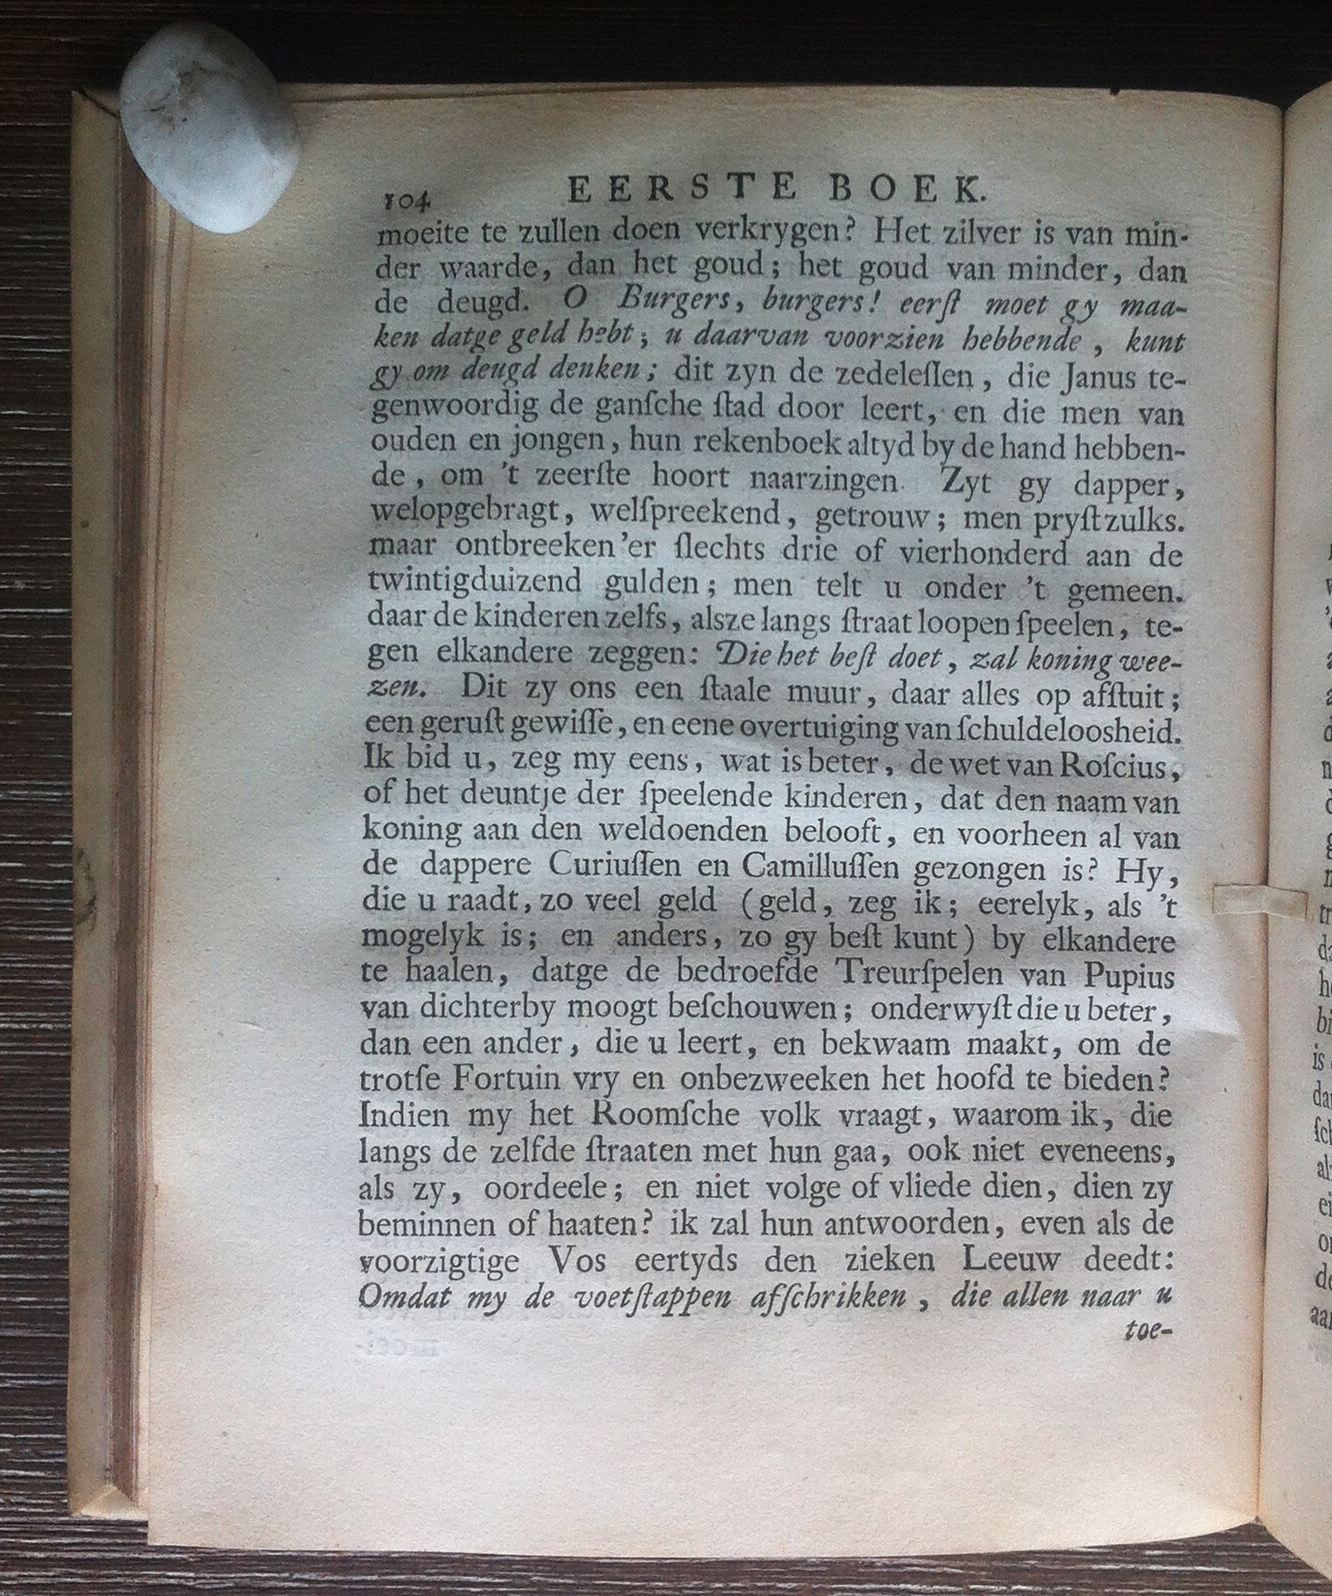 104 EERSTE BOEK.
moeite te zullen doen verkrygen? Het zilver is van min-
der waarde, dan het goud; het goud van minder, dan
de deugd. O Burgers, burgers! eerſt moet gy maa-
ken datge geld hebt; u daarvan voorzien hebbende, kunt
gy om deugd denken; dit zyn de zedeleſſen, die Janus te-
genwoordig de ganſche ſtad door leert, en die men van
ouden en jongen, hun rekenboek altyd by de hand hebben-
de, om 't zeerſte hoort naarzingen. Zyt gy dapper,
welopgebragt, welſpreekend, getrouw; men pryſt zulks.
maar ontbreeken 'er ſlechts drie of vierhonderd aan de
twintigduizend gulden; men telt u onder 't gemeen.
daar de kinderen zelfs, alsze langs ſtraat loopen ſpeelen, te-
gen elkandere zeggen: Die het beſt doet, zal koning wee-
zen. Dit zy ons een ſtaale muur, daar alles op afſtuit;
een geruſt gewiſſe, en eene overtuiging van ſchuldeloosheid.
Ik bid u, zeg my eens, wat is beter, de wet van Roſcius,
of het deuntje der ſpeelende kinderen, dat den naam van
koning aan den weldoenden belooft, en voorheen al van
de dappere Curiuſſen en Camilluſſen gezongen is? Hy,
die u raadt, zo veel geld (geld, zeg ik; eerelyk, als 't
mogelyk is; en anders, zo gy beſt kunt) by elkandere
te haalen, datge de bedroefde Treurſpelen van Pupius
van dichterby moogt beſchouwen; onderwyſt die u beter,
dan een ander, die u leert, en bekwaam maakt, om de
trotſe Fortuin vry en onbezweeken het hoofd te bieden?
Indien my het Roomſche volk vraagt, waarom ik, die
langs de zelfde ſtraaten met hun gaa, ook niet eveneens,
als zy, oordeele; en niet volge of vliede dien, dien zy
beminnen of haaten? ik zal hun antwoorden, even als de
voorzigtige Vos eertyds den zieken Leeuw deedt:
Omdat my de voetſtappen afſchrikken, die allen naar u
toe-